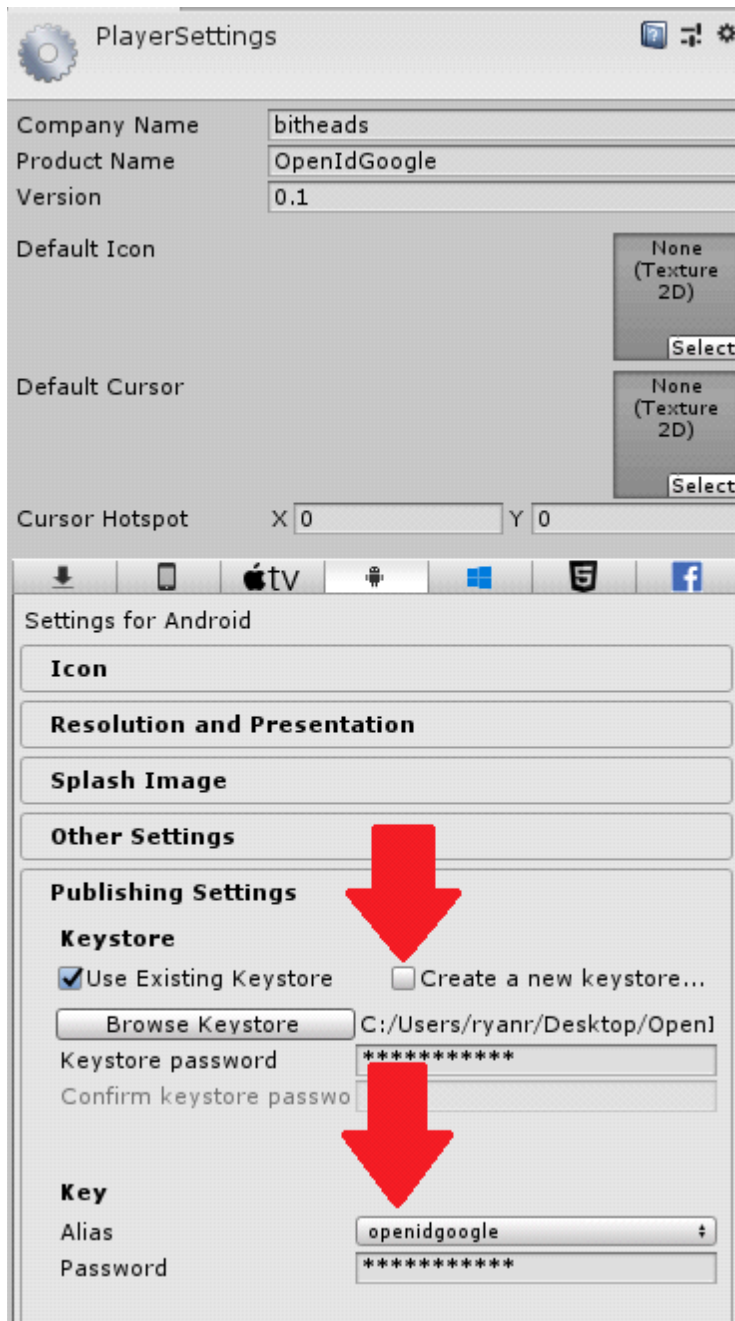 PlayerSettings
Company Name bitheads
Product Name OpenIdGoogle
Version 0.1
Default Icon
None
(Texture
2D)
Select
Default Cursor
None
(Texture
2D)
Select
Cursor Hotspot X 0 Y 0
tv
Settings for Android
Icon
Resolution and Presentation
Splash Image
Other Settings
Publishing Settings
Keystore
Use Existing Keystore Create a new keystore...
Browse Keystore C:/Users/ryanr/Desktop/OpenI
Keystore password ***********
Confirm keystore passwo
Key
Alias openidgoogle
Password ***********